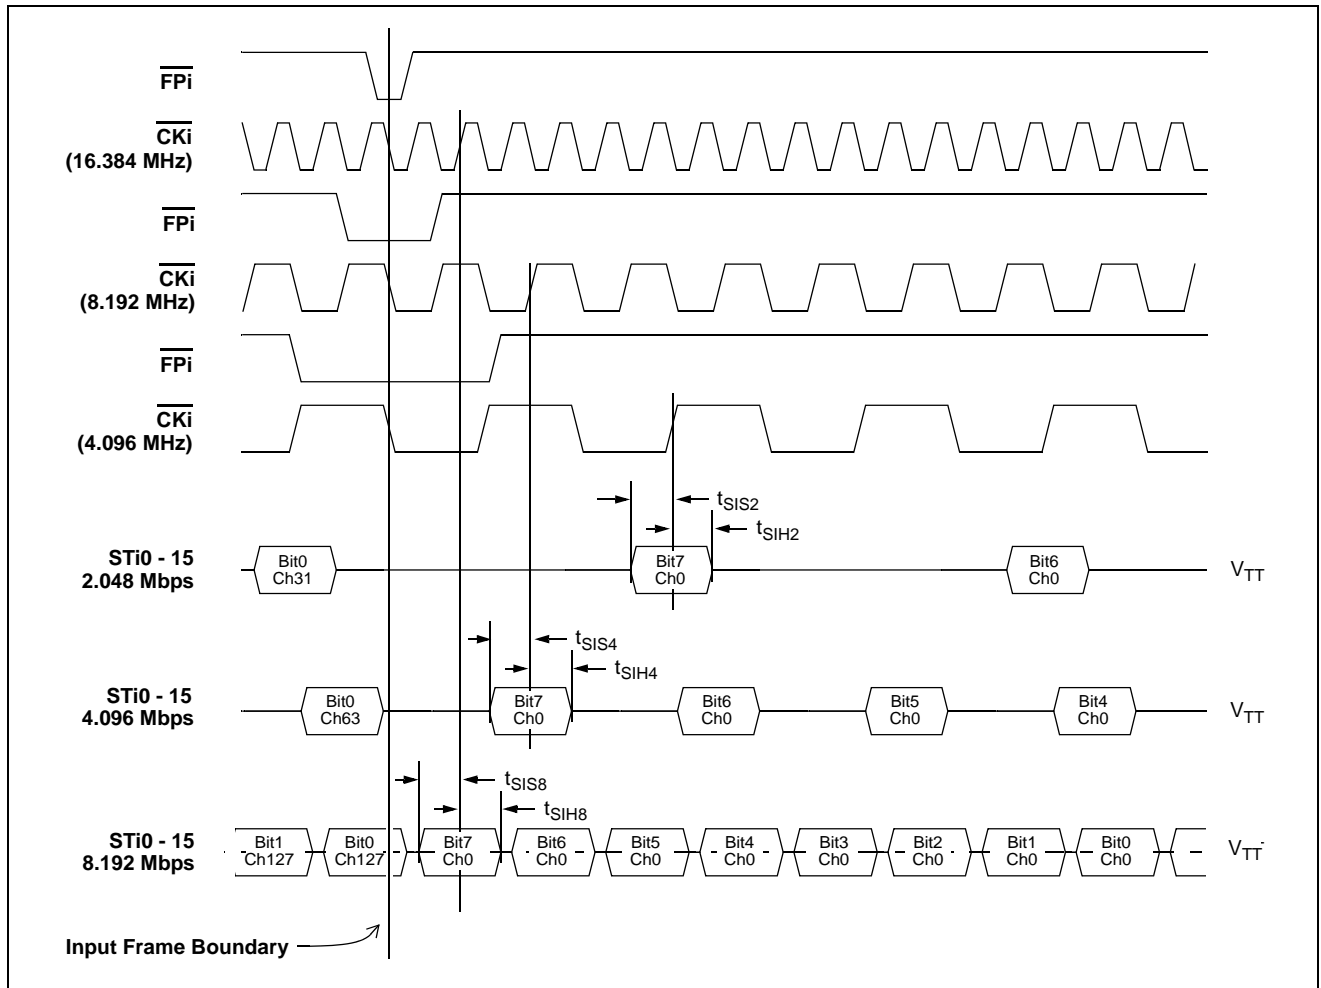 FPi
CKi
(16.384 MHz)
FPi
CKi
(8.192 MHz)
FPi
CKi
(4.096 MHz)
tSIS2
tSIH2
STi0 - 15
2.048 Mbps
Bit0
Ch31
Bit7
Ch0
Bit6
Ch0
VTT
tSIS4
tSIH4
STi0 - 15
4.096 Mbps
Bit0
Ch63
Bit7
Ch0
Bit6
Ch0
Bit5
Ch0
Bit4
Ch0
VTT
tSIS8
tSIH8
STi0 - 15
8.192 Mbps
Bit1
Ch127
Bit0
Ch127
Bit7
Ch0
Bit6
Ch0
Bit5
Ch0
Bit4
Ch0
Bit3
Ch0
Bit2
Ch0
Bit1
Ch0
Bit0
Ch0
VTT
Input Frame Boundary